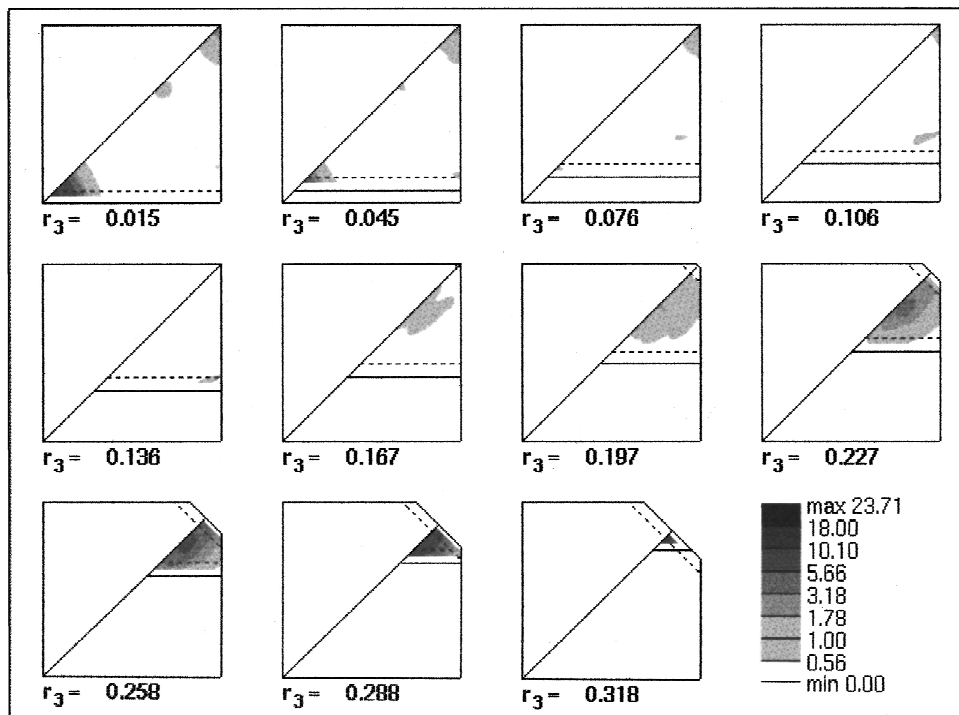 r3 = 0.015
r3 = 0.045
r3 = 0.076
r3 = 0.106
r3 = 0.136
r3 = 0.167
r3 = 0.197
r3 = 0.227
r3 = 0.258
r3 = 0.288
r3 = 0.318
max 23.71
18.00
10.10
5.66
3.18
1.78
1.00
0.56
min 0.00